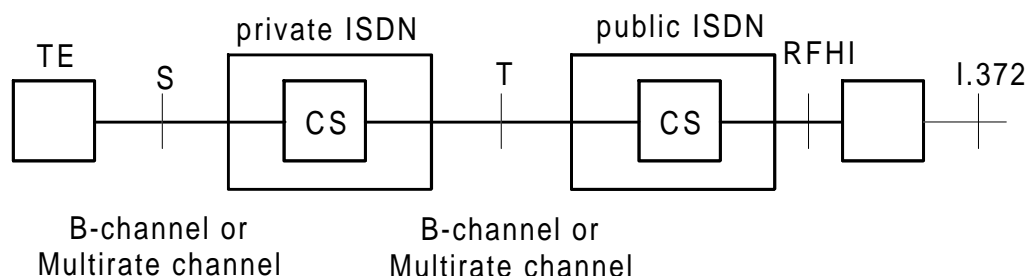 private ISDN
public ISDN
TE
S
T
RFHI
I.372
CS
CS
B-channel or
Multirate channel
B-channel or
Multirate channel